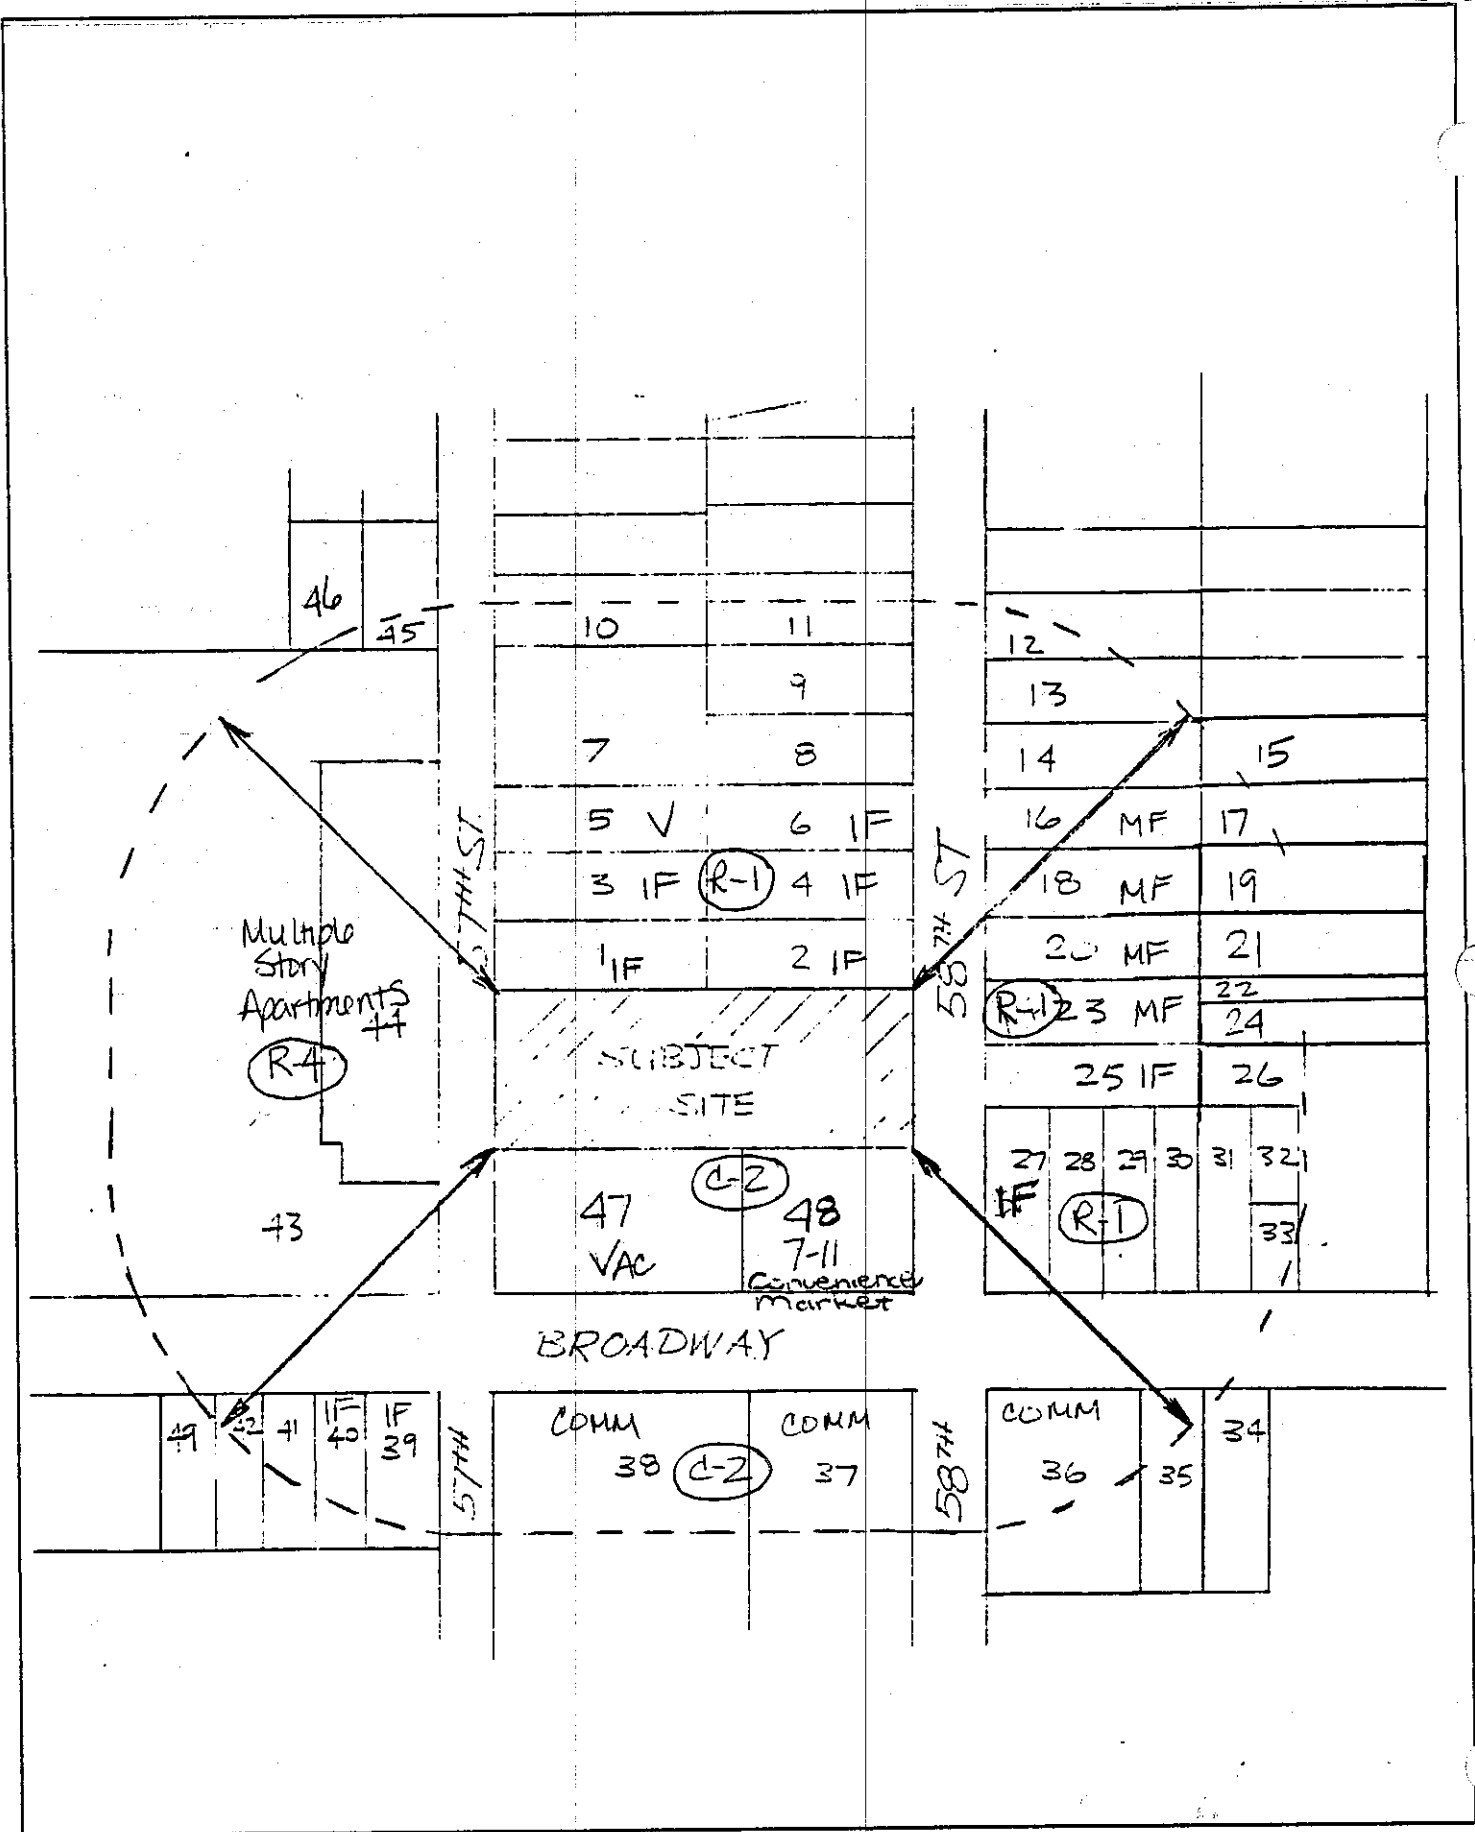 46
45
10
11
12
9
13
7
8
14
15
5 V
6 1F
16 MF
17
57TH ST
3 1F
R-1
4 1F
58TH ST
18 MF
19
Multiple
Story
Apartments
44
1 1F
2 1F
20 MF
21
R-1
23 MF
22
24
R-4
SUBJECT
SITE
25 1F
26
27
1F
28
29
30
31
32
R-1
33
C-2
43
47
VAC
48
7-11
Convenience
Market
BROADWAY
49
42
41
1F
40
1F
39
57TH
COMM
38
C-2
COMM
37
58TH
COMM
36
35
34